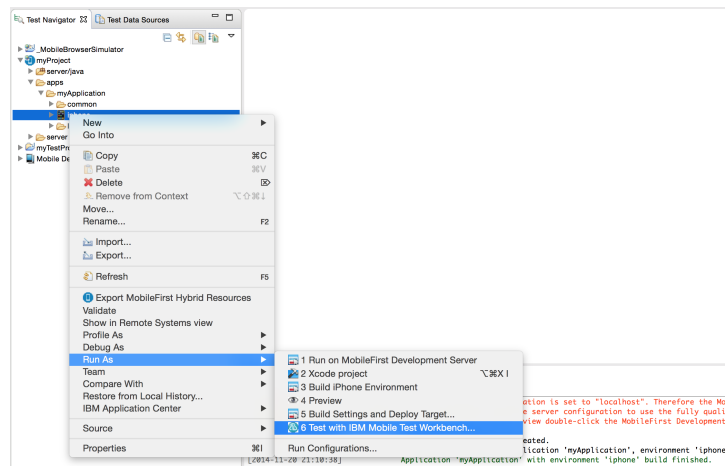 Test Navigator Test Data Sources
_MobileBrowserSimulator
myProject
server/java
apps
myApplication
common
server
myTestPr
Mobile De
New
Go Into
Copy ⌘C
Paste ⌘V
Delete ⌦
Remove from Context ⌥⇧⌘↓
Move...
Rename... F2
Import...
Export...
Refresh F5
Export MobileFirst Hybrid Resources
Validate
Show in Remote Systems view
Profile As
Debug As
Run As
Team
Compare With
Restore from Local History...
IBM Application Center
Source
Properties ⌘I
1 Run on MobileFirst Development Server
2 Xcode project ⌥⌘X I
3 Build iPhone Environment
4 Preview
5 Build Settings and Deploy Target...
6 Test with IBM Mobile Test Workbench...
Run Configurations...
ation is set to "localhost". Therefore the Mo
e server configuration to use the fully quali
view double-click the MobileFirst Development
eated.
lication 'myApplication', environment 'iphone
[2014-11-20 21:10:38] Application 'myApplication' with environment 'iphone' build finished.